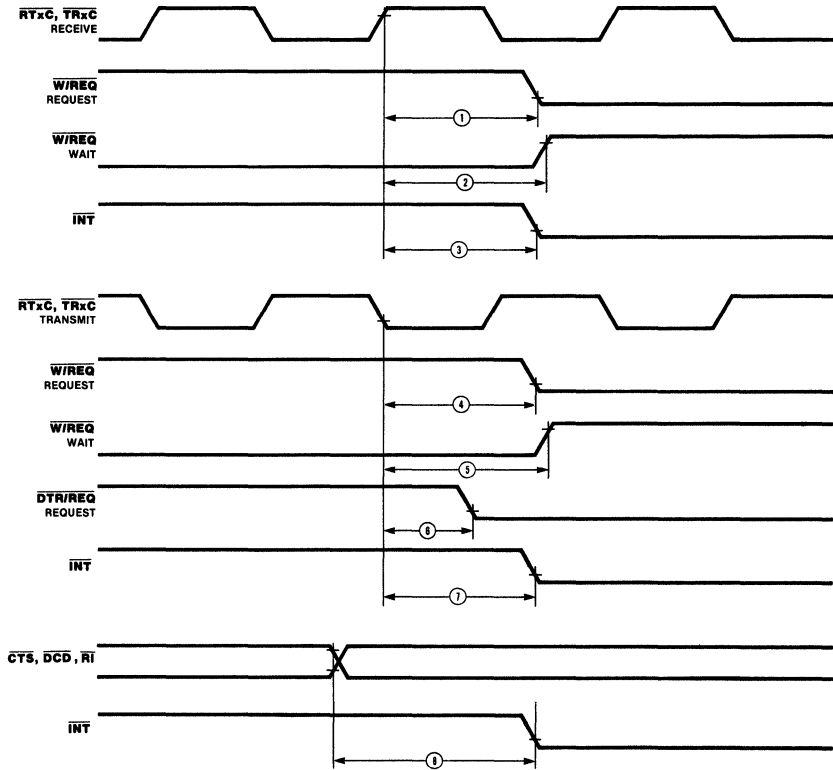 RTxC, TRxC
RECEIVE
W/REQ
REQUEST
1
W/REQ
WAIT
2
INT
3
RTxC, TRxC
TRANSMIT
W/REQ
REQUEST
4
W/REQ
WAIT
5
DTR/REQ
REQUEST
6
INT
7
CTS, DCD, RI
INT
8